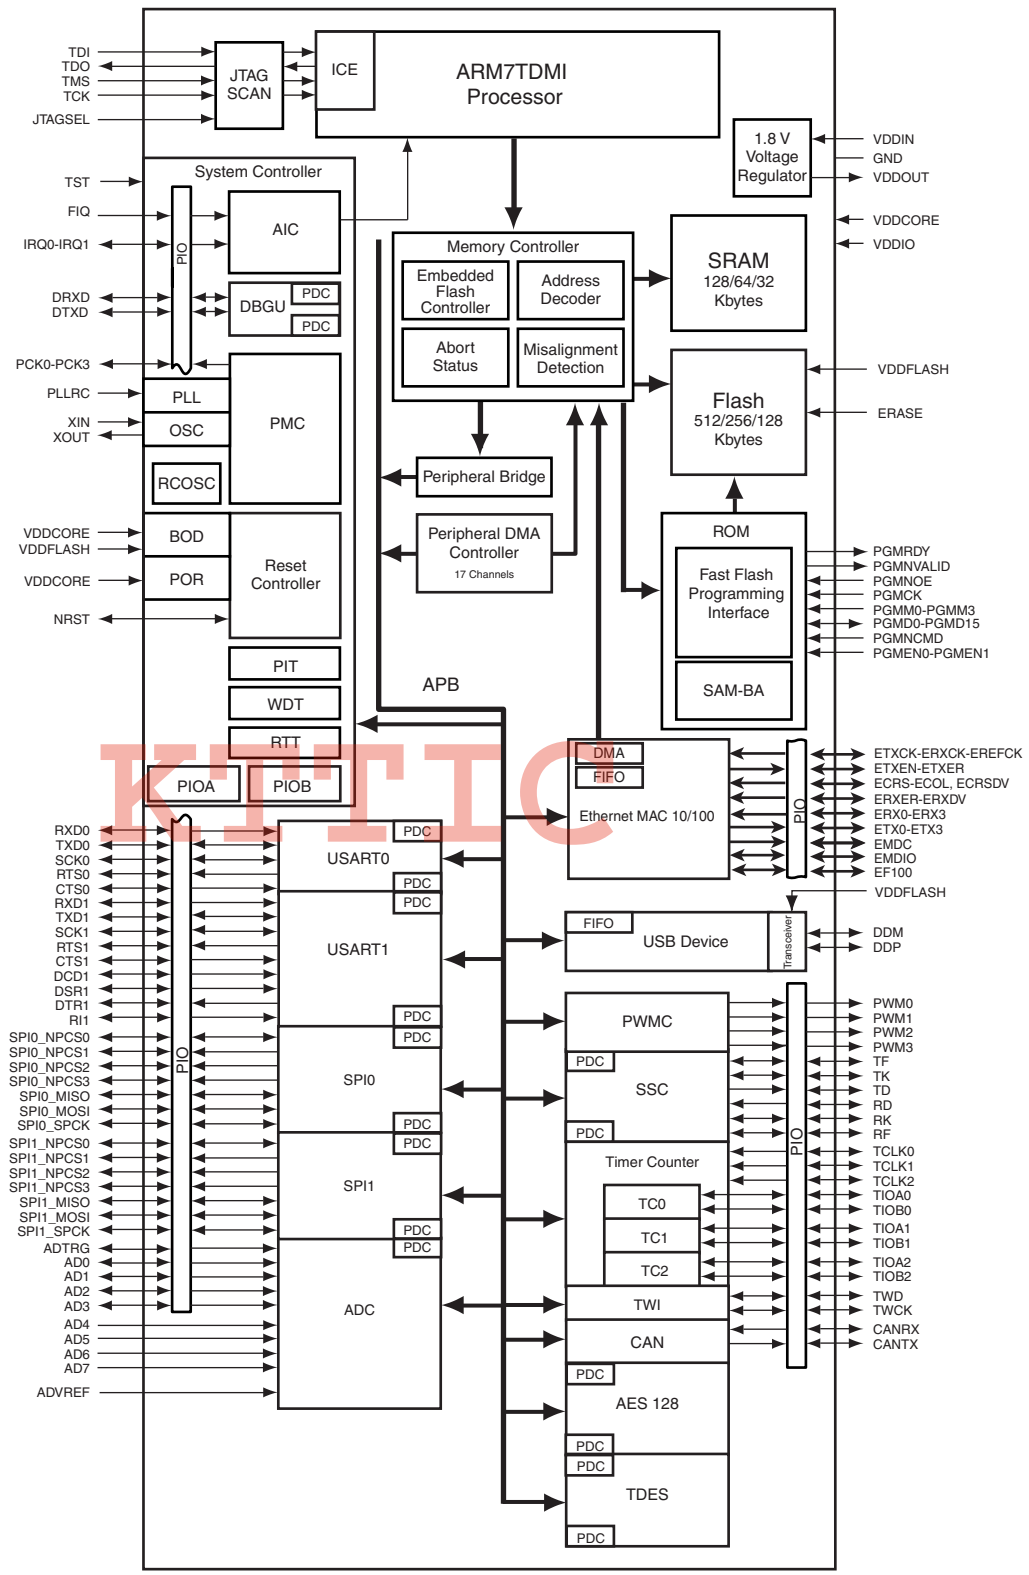 TDI
TDO
TMS
TCK
JTAGSEL
JTAG
SCAN
ICE
ARM7TDMI
Processor
1.8 V
Voltage
Regulator
VDDIN
GND
VDDOUT
VDDCORE
VDDIO
TST
FIQ
IRQ0-IRQ1
DRXD
DTXD
PCK0-PCK3
PLLRC
XIN
XOUT
VDDCORE
VDDFLASH
VDDCORE
NRST
System Controller
PIO
AIC
DBGU
PDC
PDC
PLL
OSC
RCOSC
PMC
BOD
POR
Reset
Controller
PIT
WDT
RTT
PIOA
PIOB
Memory Controller
Embedded
Flash
Controller
Address
Decoder
Abort
Status
Misalignment
Detection
SRAM
128/64/32
Kbytes
Flash
512/256/128
Kbytes
VDDFLASH
ERASE
Peripheral Bridge
Peripheral DMA
Controller
17 Channels
ROM
Fast Flash
Programming
Interface
SAM-BA
PGMRDY
PGMNVALID
PGMNOE
PGMCK
PGMM0-PGMM3
PGMD0-PGMD15
PGMNCMD
PGMEN0-PGMEN1
APB
KTTIC
DMA
FIFO
Ethernet MAC 10/100
PIO
ETXCK-ERXCK-EREFCK
ETXEN-ETXER
ECRS-ECOL, ECRSDV
ERXER-ERXDV
ERX0-ERX3
ETX0-ETX3
EMDC
EMDIO
EF100
VDDFLASH
FIFO
USB Device
Transceiver
DDM
DDP
RXD0
TXD0
SCK0
RTS0
CTS0
RXD1
TXD1
SCK1
RTS1
CTS1
DCD1
DSR1
DTR1
RI1
SPI0_NPCS0
SPI0_NPCS1
SPI0_NPCS2
SPI0_NPCS3
SPI0_MISO
SPI0_MOSI
SPI0_SPCK
SPI1_NPCS0
SPI1_NPCS1
SPI1_NPCS2
SPI1_NPCS3
SPI1_MISO
SPI1_MOSI
SPI1_SPCK
ADTRG
AD0
AD1
AD2
AD3
AD4
AD5
AD6
AD7
ADVREF
PIO
PDC
USART0
PDC
PDC
USART1
PDC
PDC
SPI0
PDC
PDC
SPI1
PDC
PDC
ADC
PWMC
PDC
SSC
PDC
Timer Counter
TC0
TC1
TC2
TWI
CAN
PDC
AES 128
PDC
PDC
TDES
PDC
PIO
PWM0
PWM1
PWM2
PWM3
TF
TK
TD
RD
RK
RF
TCLK0
TCLK1
TCLK2
TIOA0
TIOB0
TIOA1
TIOB1
TIOA2
TIOB2
TWD
TWCK
CANRX
CANTX